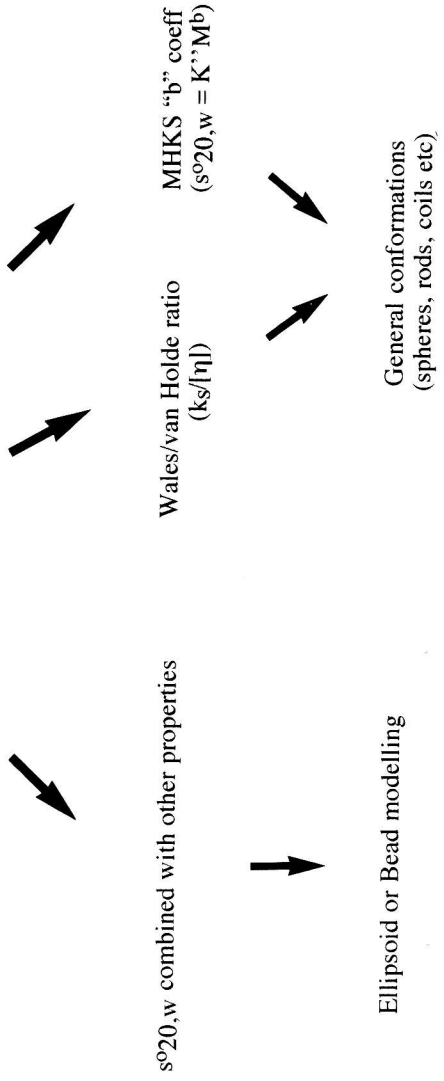 s°20,w combined with other properties
Wales/van Holde ratio
(ks/[η])
MHKS “b” coeff
(s°20,w = K’’Mb)
Ellipsoid or Bead modelling
General conformations
(spheres, rods, coils etc)